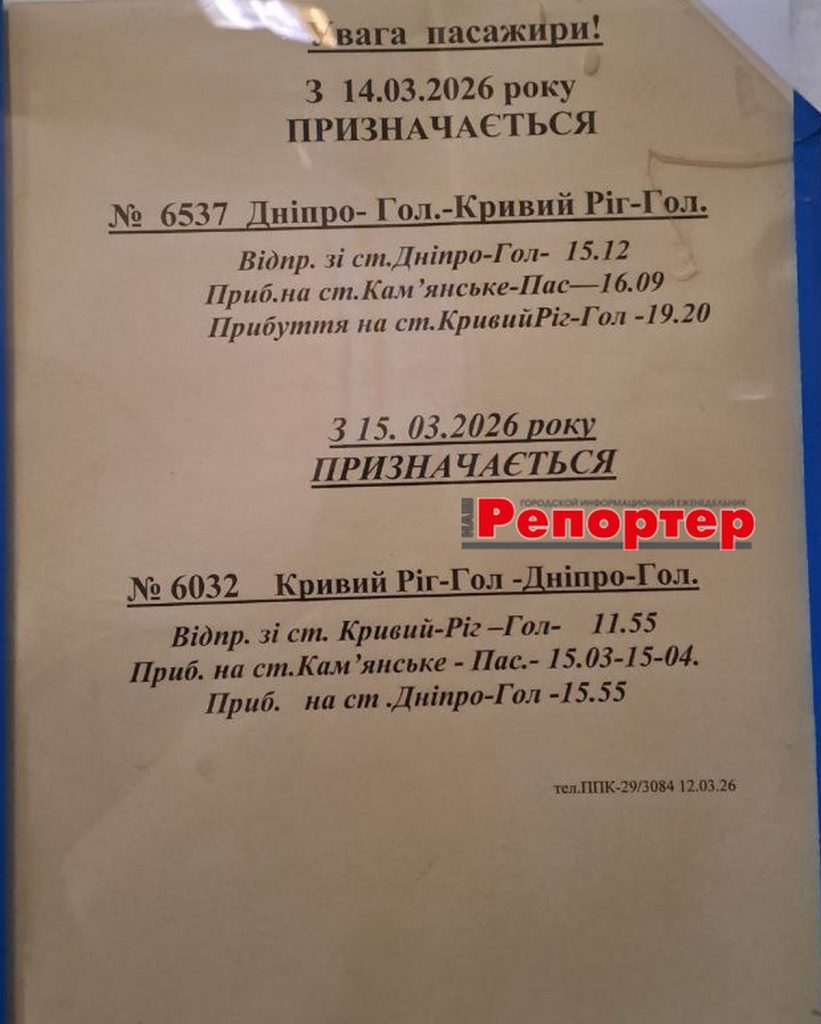 Увага пасажири!
З 14.03.2026 року
ПРИЗНАЧАЄТЬСЯ
№ 6537 Дніпро- Гол.-Кривий Ріг-Гол.
Відпр. зі ст.Дніпро-Гол- 15.12
Приб.на ст.Кам’янське-Пас—16.09
Прибуття на ст.КривийРіг-Гол -19.20
З 15. 03.2026 року
ПРИЗНАЧАЄТЬСЯ
ГОРОДСКОЙ ИНФОРМАЦИОННЫЙ ЕЖЕНЕДЕЛЬНИК
НАШ Репортер
№ 6032 Кривий Ріг-Гол -Дніпро-Гол.
Відпр. зі ст. Кривий-Ріг –Гол- 11.55
Приб. на ст.Кам’янське - Пас.- 15.03-15-04.
Приб. на ст .Дніпро-Гол -15.55
тел.ППК-29/3084 12.03.26